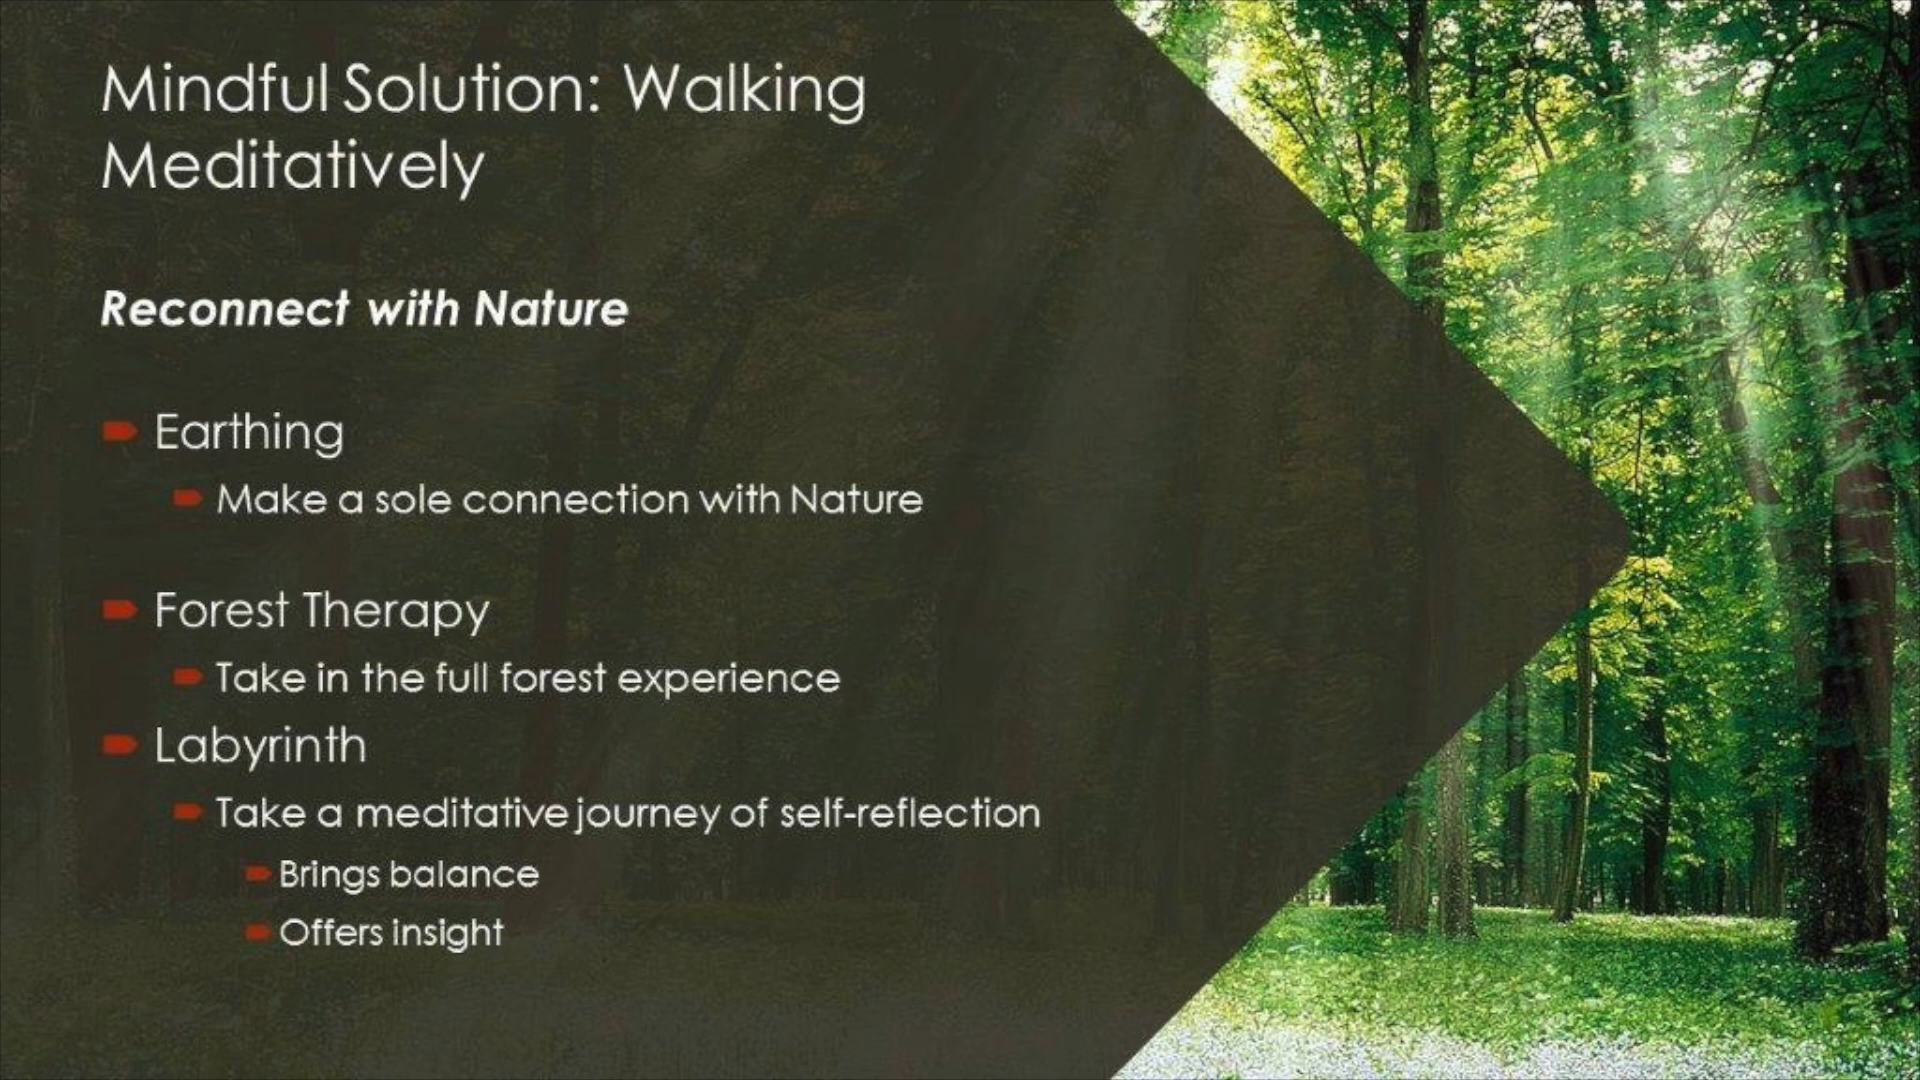 Mindful Solution: Walking
Meditatively
Reconnect with Nature
Earthing
Make a sole connection with Nature
Forest Therapy
Take in the full forest experience
Labyrinth
Take a meditative journey of self-reflection
Brings balance
Offers insight